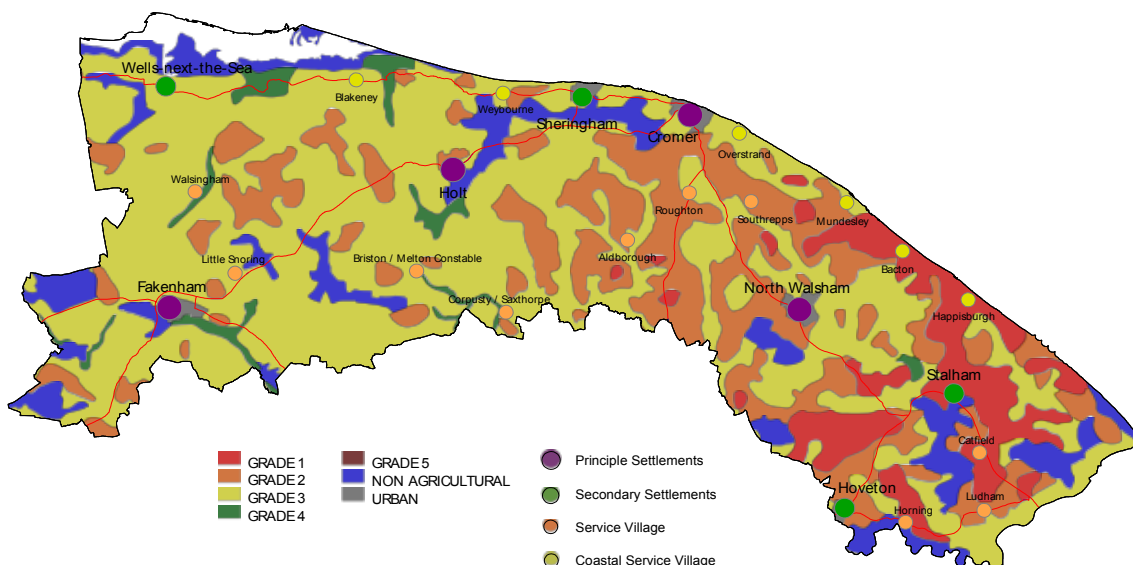 Wells-next-the-Sea
Blakeney
Weybourne
Sheringham
Cromer
Overstrand
Walsingham
Holt
Roughton
Southrepps
Mundesley
Aldborough
Bacton
Little Snoring
Briston / Melton Constable
Fakenham
Corpusty / Saxthorpe
North Walsham
Happisburgh
Stalham
Catfield
Hoveton
Horning
Ludham
GRADE 1
GRADE 2
GRADE 3
GRADE 4
GRADE 5
NON AGRICULTURAL
URBAN
Principle Settlements
Secondary Settlements
Service Village
Coastal Service Village